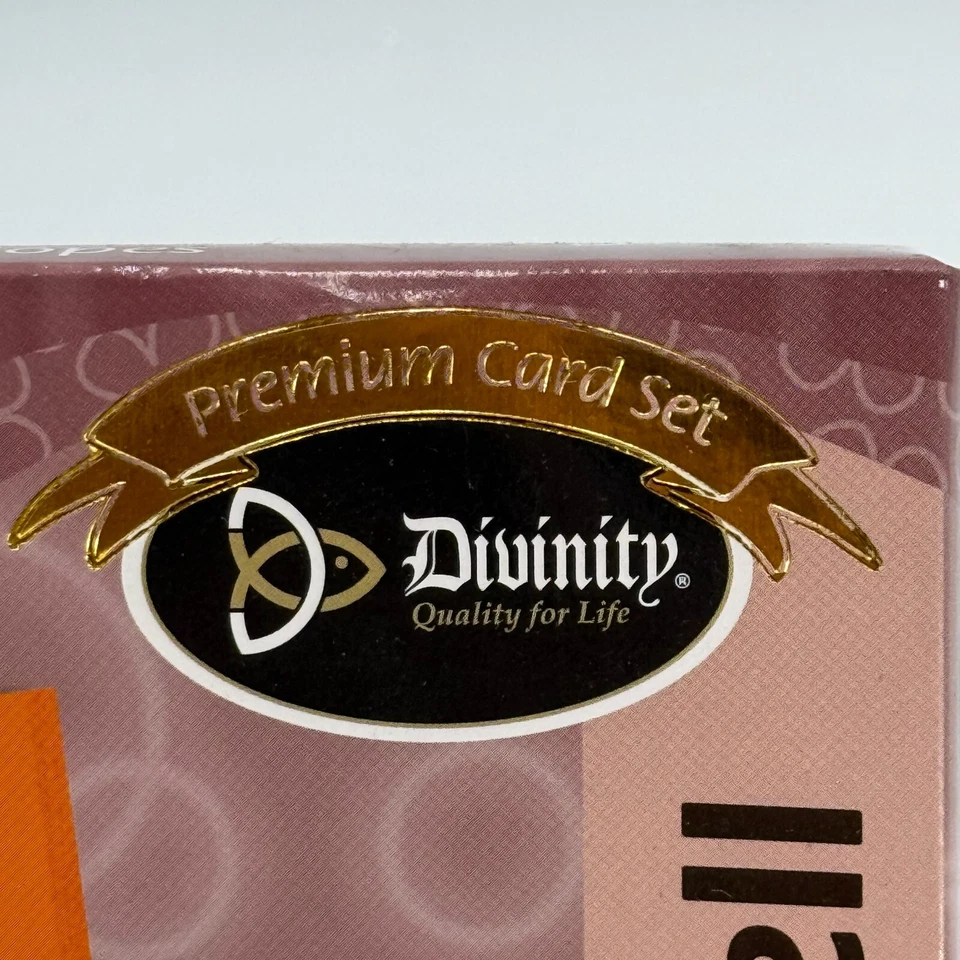 Premium Card Set
Divinity®
Quality for Life